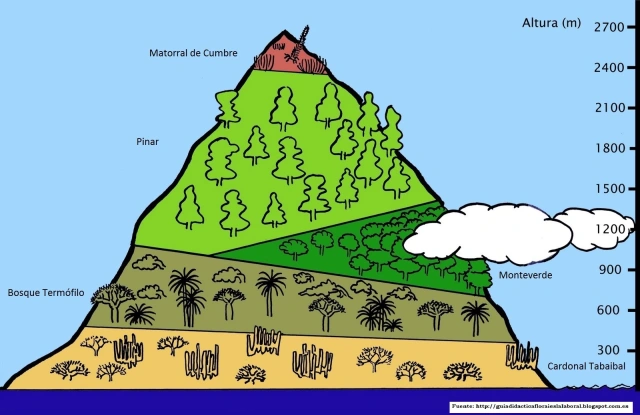 Altura (m)
2700
Matorral de Cumbre
2400
2100
Pinar
1800
1500
1200
900
Monteverde
Bosque Termófilo
600
300
Cardonal Tabaibal
Fuente: http://guiadidacticaflocaleslalaboral.blogspot.com.es